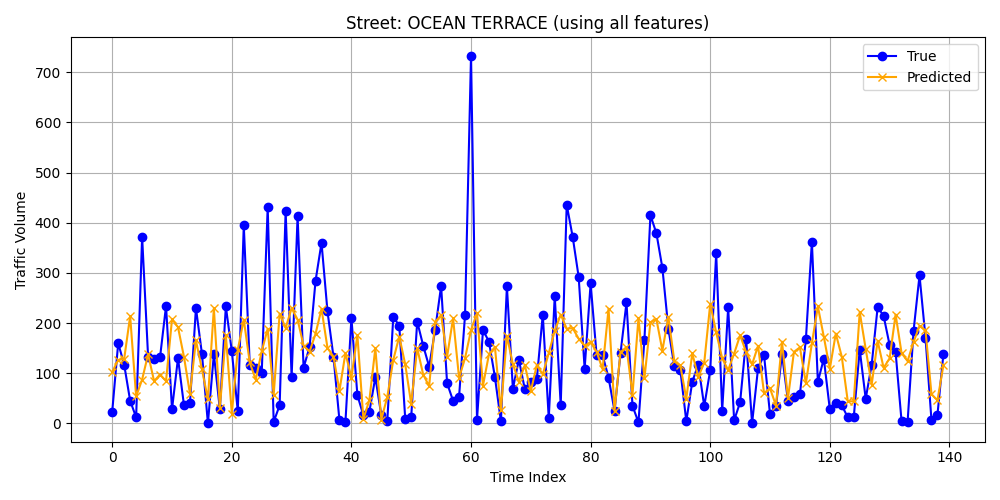 Street: OCEAN TERRACE (using all features)
True
Predicted
Traffic Volume
700
600
500
400
300
200
100
0
0 20 40 60 80 100 120 140
Time Index